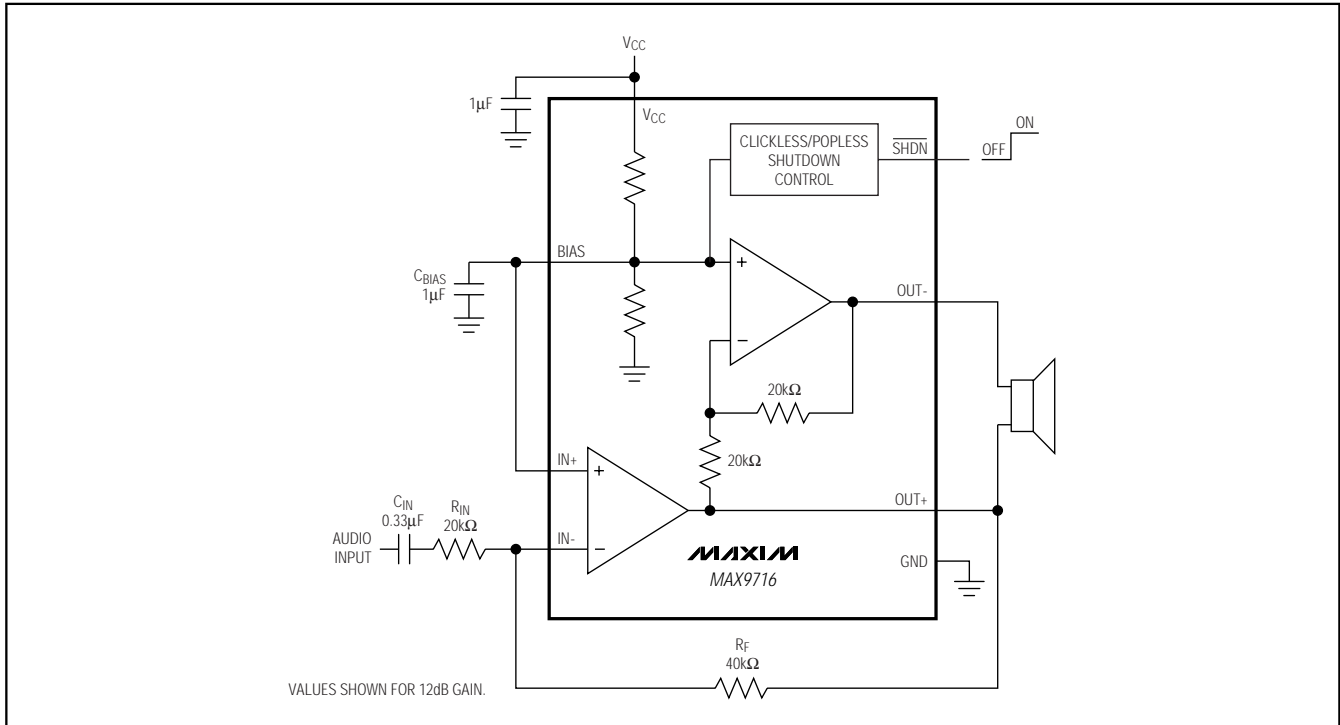 VCC
1µF
VCC
CLICKLESS/POPLESS
SHUTDOWN
CONTROL
SHDN
OFF
ON
BIAS
CBIAS
1µF
+
−
OUT-
20kΩ
20kΩ
IN+
+
OUT+
CIN
0.33µF
RIN
20kΩ
AUDIO
INPUT
IN-
−
MAXIM
MAX9716
GND
RF
40kΩ
VALUES SHOWN FOR 12dB GAIN.